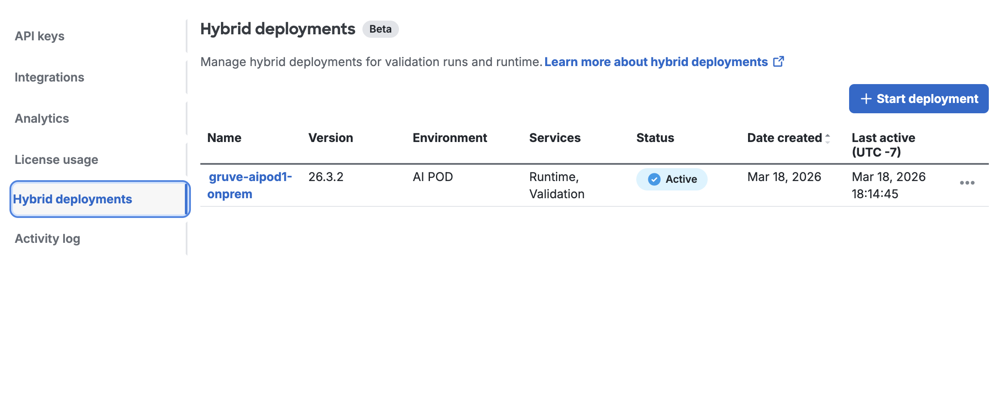 API keys
Integrations
Analytics
License usage
Hybrid deployments
Activity log
Hybrid deployments Beta
Manage hybrid deployments for validation runs and runtime. Learn more about hybrid deployments
+ Start deployment
Name Version Environment Services Status Date created Last active
(UTC -7)
gruve-aipod1- 26.3.2 AI POD Runtime, Active Mar 18, 2026 Mar 18, 2026
onprem Validation 18:14:45